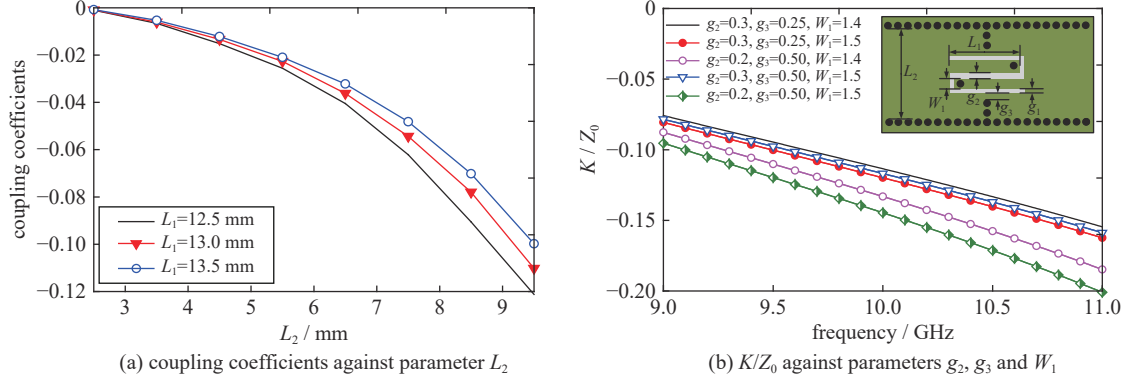 0
−0.02
−0.04
−0.06
−0.08
−0.10
−0.12
coupling coefficients
L₁=12.5 mm
L₁=13.0 mm
L₁=13.5 mm
3 4 5 6 7 8 9
L₂ / mm
(a) coupling coefficients against parameter L₂
0
−0.05
−0.10
−0.15
−0.20
K / Z₀
g₂=0.3, g₃=0.25, W₁=1.4
g₂=0.3, g₃=0.25, W₁=1.5
g₂=0.2, g₃=0.50, W₁=1.4
g₂=0.3, g₃=0.50, W₁=1.5
g₂=0.2, g₃=0.50, W₁=1.5
L₁
L₂
W₁
g₂
g₃
g₁
9.0 9.5 10.0 10.5 11.0
frequency / GHz
(b) K/Z₀ against parameters g₂, g₃ and W₁